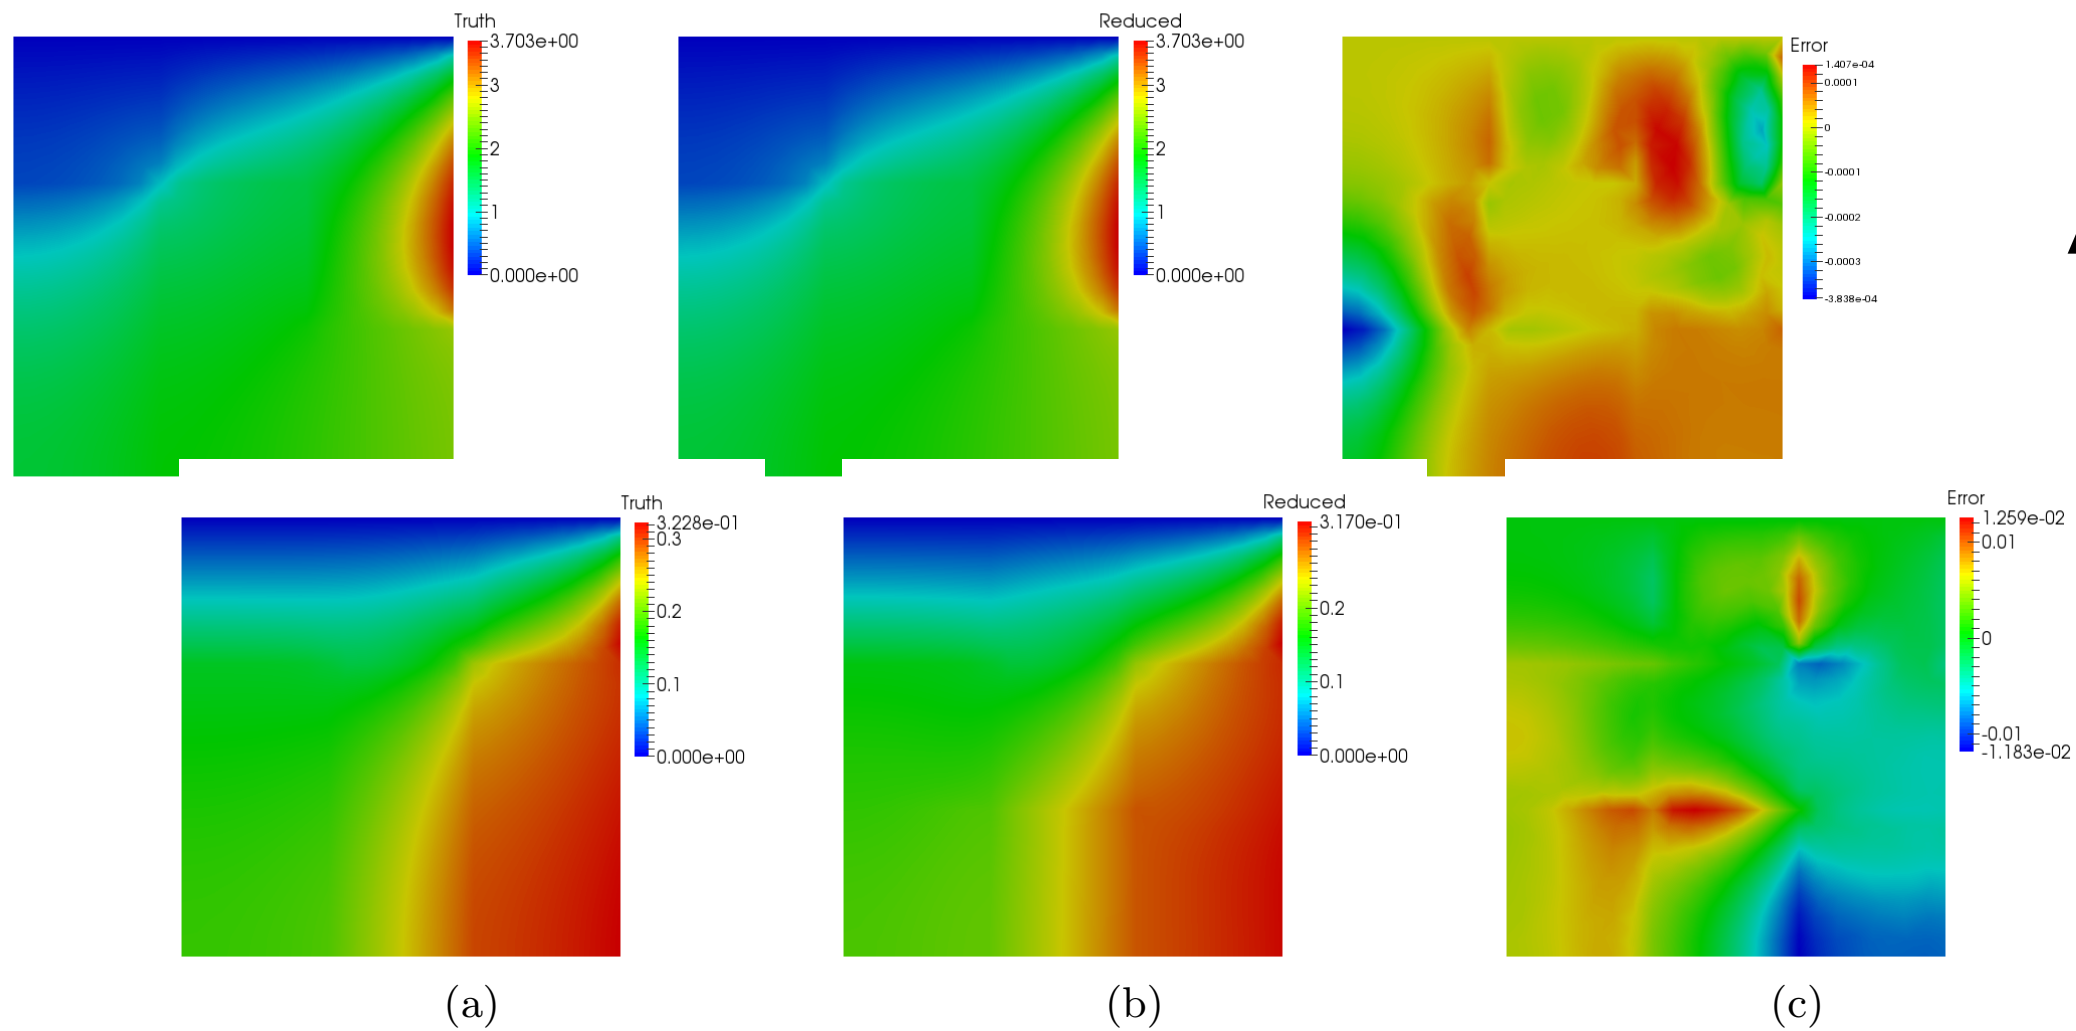 Truth
3.703e+00
3
2
1
0.000e+00
Reduced
3.703e+00
3
2
1
0.000e+00
Error
1.407e-04
0.0001
0
-0.0001
-0.0002
-0.0003
-3.838e-04
Truth
3.228e-01
0.3
0.2
0.1
0.000e+00
Reduced
3.170e-01
0.2
0.1
0.000e+00
Error
1.259e-02
0.01
0
-0.01
-1.183e-02
(a)
(b)
(c)